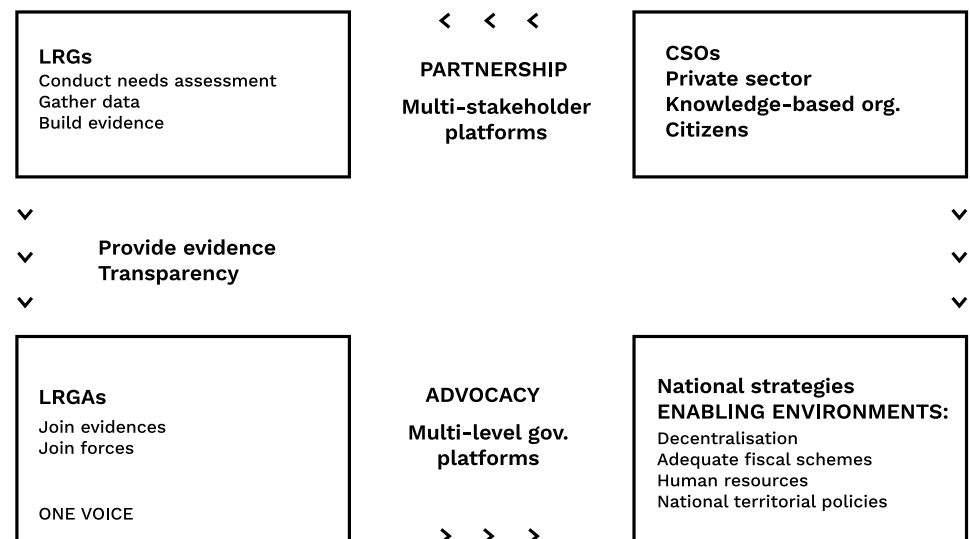 LRGs
Conduct needs assessment
Gather data
Build evidence
PARTNERSHIP
Multi-stakeholder
platforms
CSOs
Private sector
Knowledge-based org.
Citizens
Provide evidence
Transparency
LRGAs
Join evidences
Join forces
ONE VOICE
ADVOCACY
Multi-level gov.
platforms
National strategies
ENABLING ENVIRONMENTS:
Decentralisation
Adequate fiscal schemes
Human resources
National territorial policies